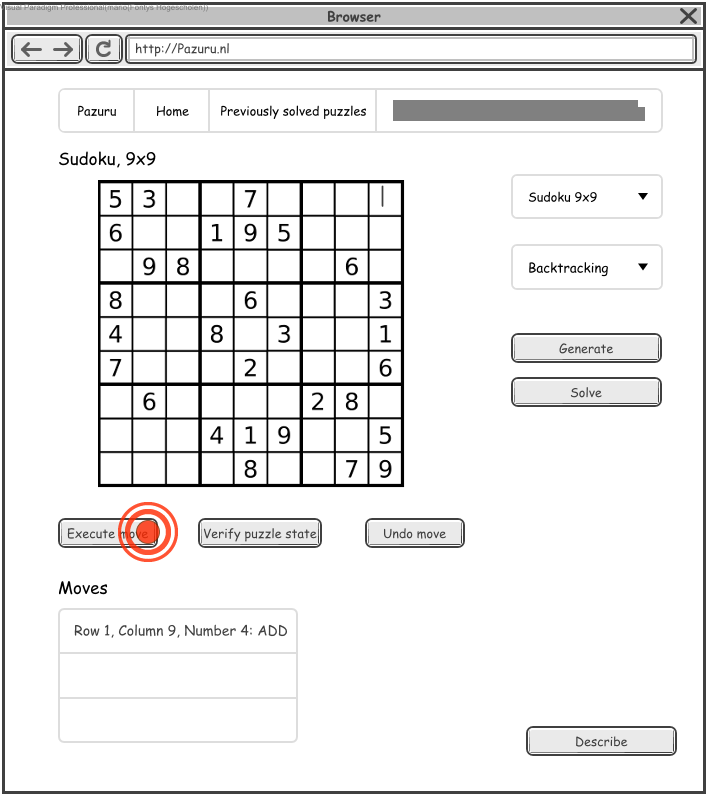 Visual Paradigm Professional(mano(Fontys Hogescholen))
Browser
http://Pazuru.nl
Pazuru Home Previously solved puzzles
Sudoku, 9x9
5 3 7
6 1 9 5
9 8 6
8 6 3
4 8 3 1
7 2 6
6 2 8
4 1 9 5
8 7 9
Sudoku 9x9
Backtracking
Generate
Solve
Execute move Verify puzzle state Undo move
Moves
Row 1, Column 9, Number 4: ADD
Describe